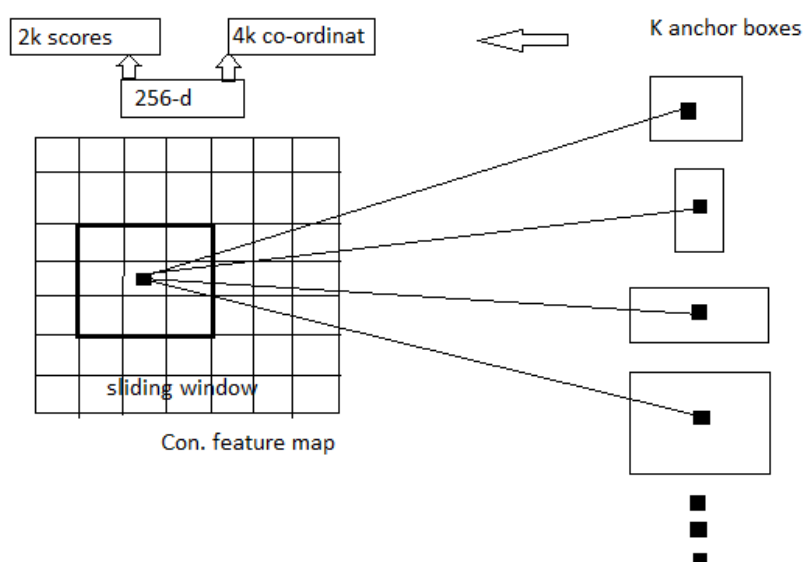 2k scores
4k co-ordinat
K anchor boxes
256-d
sliding window
Con. feature map